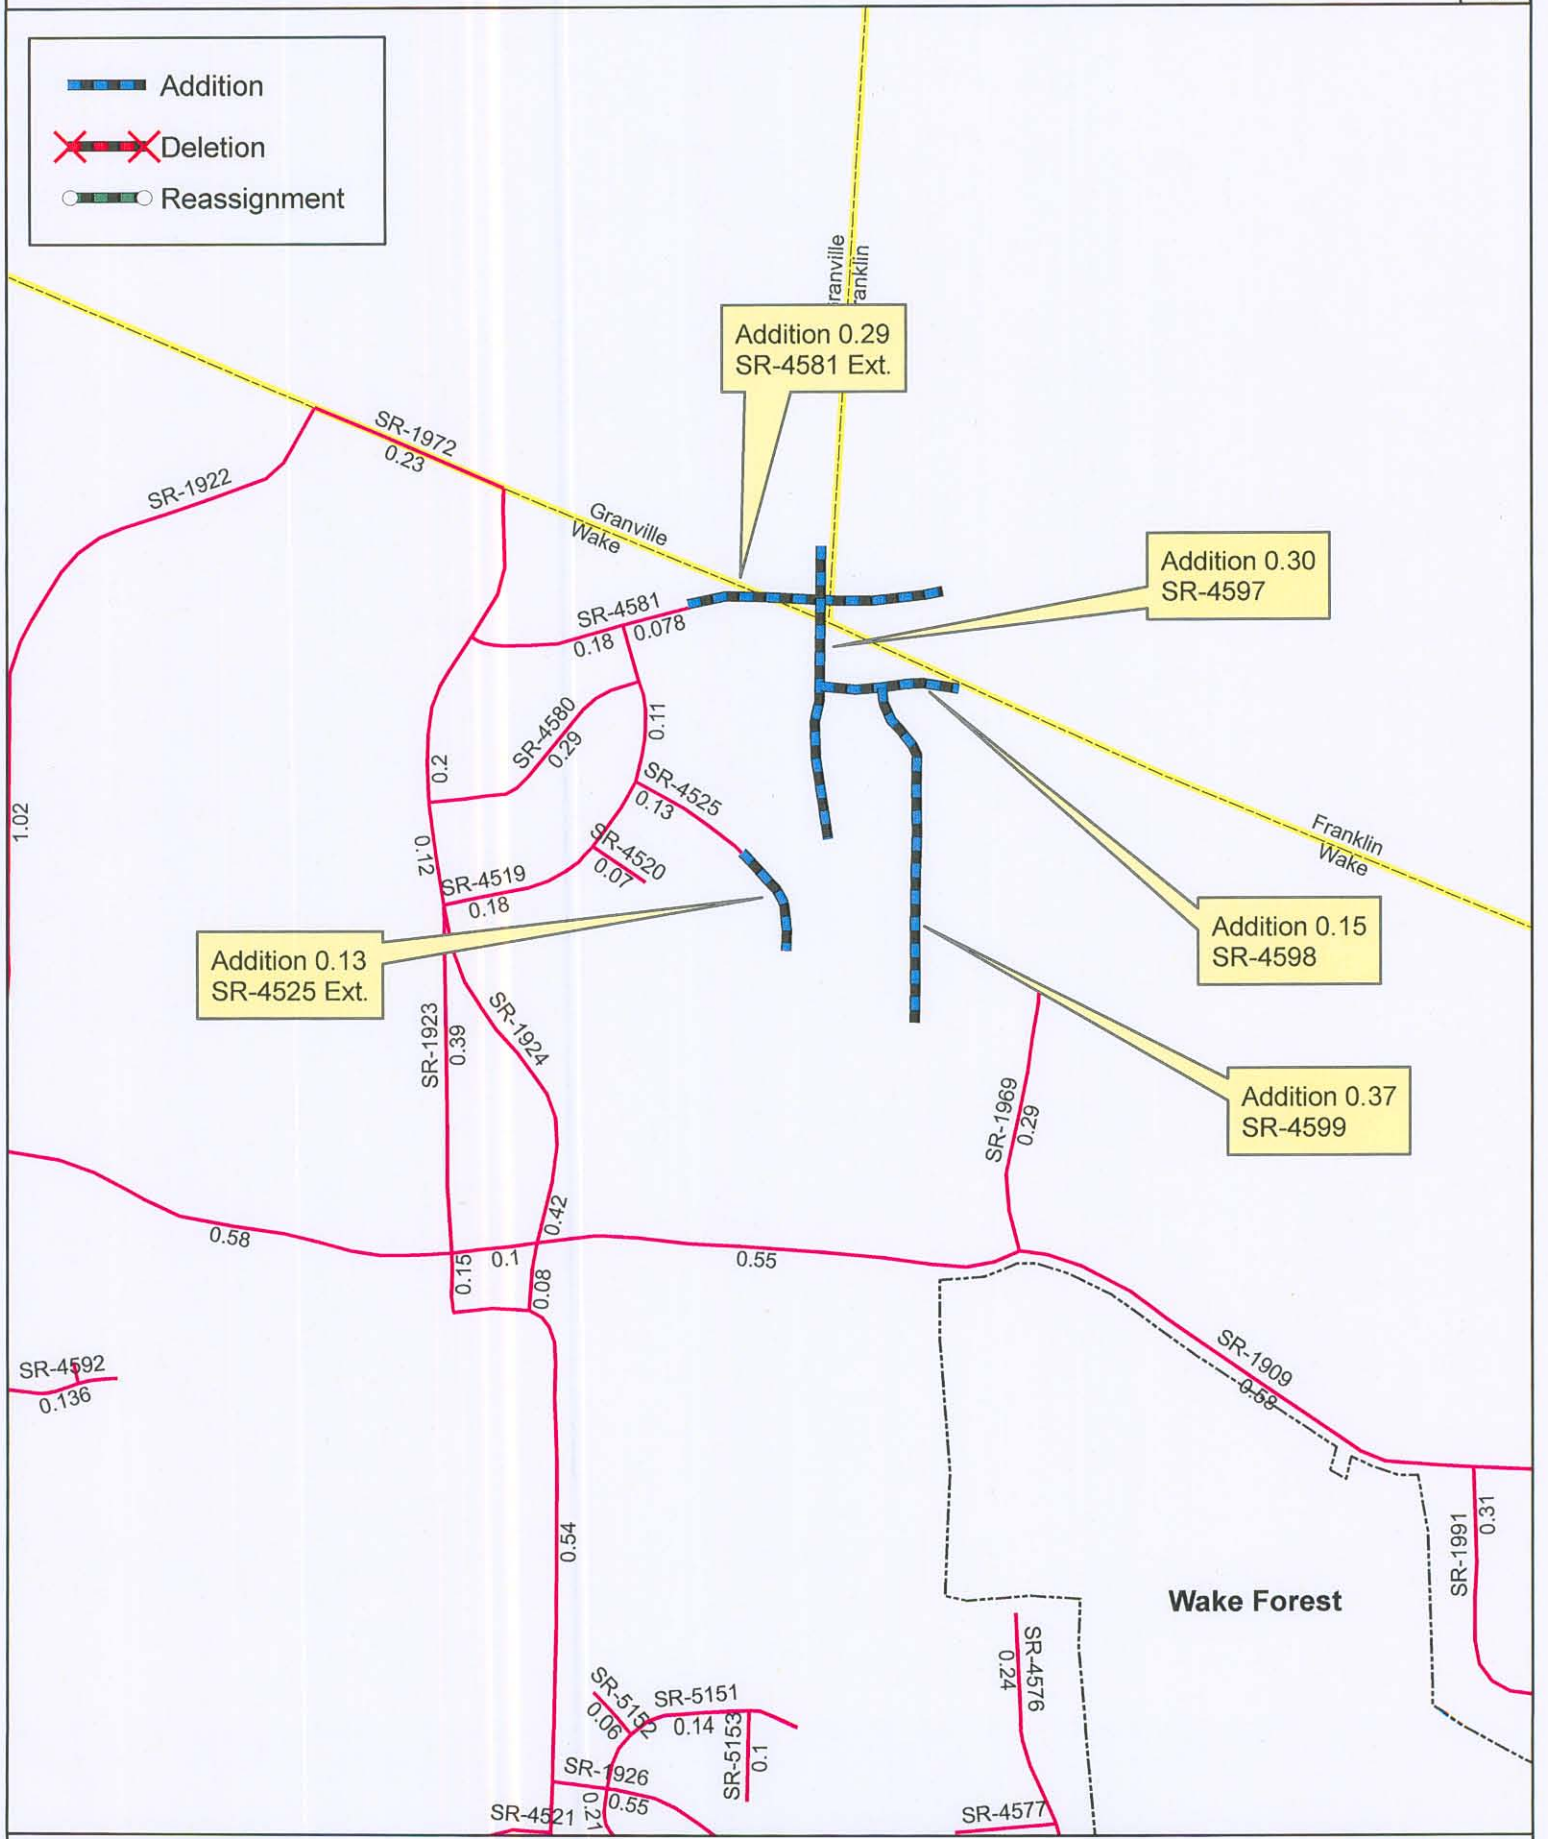 Addition
Deletion
Reassignment
ranville
ranklin
Addition 0.29
SR-4581 Ext.
SR-1972
0.23
SR-1922
Granville
Wake
Addition 0.30
SR-4597
SR-4581
0.18
0.078
SR-4580
0.29
0.11
0.2
SR-4525
0.13
1.02
0.12
SR-4520
0.07
SR-4519
0.18
Franklin
Wake
Addition 0.15
SR-4598
Addition 0.13
SR-4525 Ext.
SR-1923
0.39
SR-1924
SR-1969
0.29
Addition 0.37
SR-4599
0.42
0.58
0.15
0.1
0.08
0.55
SR-4592
0.136
SR-1909
0.58
0.54
SR-1991
0.31
Wake Forest
SR-4576
0.24
SR-5152
0.06
SR-5151
0.14
SR-5153
0.1
SR-1926
0.55
0.21
SR-4521
SR-4577